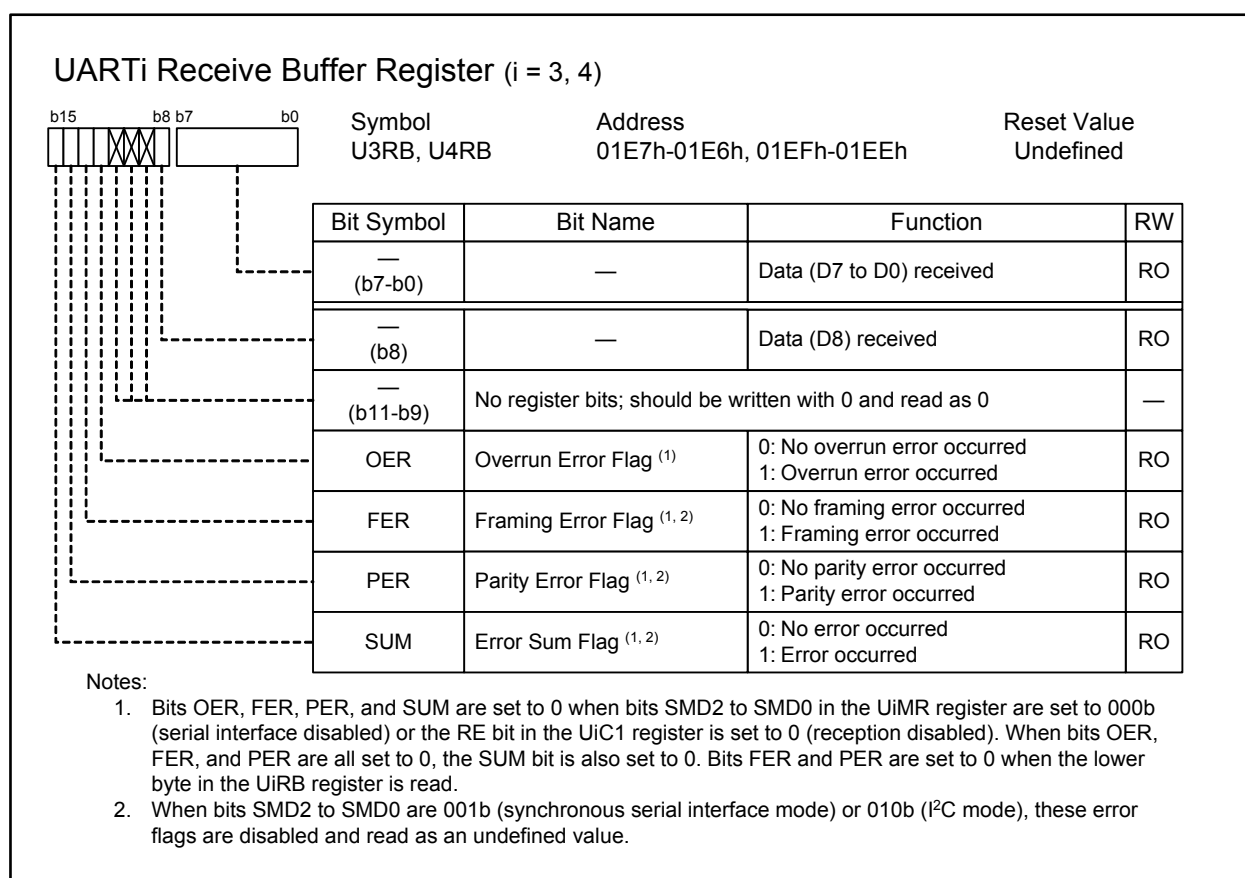 UARTi Receive Buffer Register (i = 3, 4)
b15 b8 b7 b0
Symbol Address Reset Value
U3RB, U4RB 01E7h-01E6h, 01EFh-01EEh Undefined
Bit Symbol Bit Name Function RW
—
(b7-b0) — Data (D7 to D0) received RO
—
(b8) — Data (D8) received RO
—
(b11-b9) No register bits; should be written with 0 and read as 0 —
OER Overrun Error Flag (1) 0: No overrun error occurred
1: Overrun error occurred RO
FER Framing Error Flag (1, 2) 0: No framing error occurred
1: Framing error occurred RO
PER Parity Error Flag (1, 2) 0: No parity error occurred
1: Parity error occurred RO
SUM Error Sum Flag (1, 2) 0: No error occurred
1: Error occurred RO
Notes:
1. Bits OER, FER, PER, and SUM are set to 0 when bits SMD2 to SMD0 in the UiMR register are set to 000b
(serial interface disabled) or the RE bit in the UiC1 register is set to 0 (reception disabled). When bits OER,
FER, and PER are all set to 0, the SUM bit is also set to 0. Bits FER and PER are set to 0 when the lower
byte in the UiRB register is read.
2. When bits SMD2 to SMD0 are 001b (synchronous serial interface mode) or 010b (I²C mode), these error
flags are disabled and read as an undefined value.